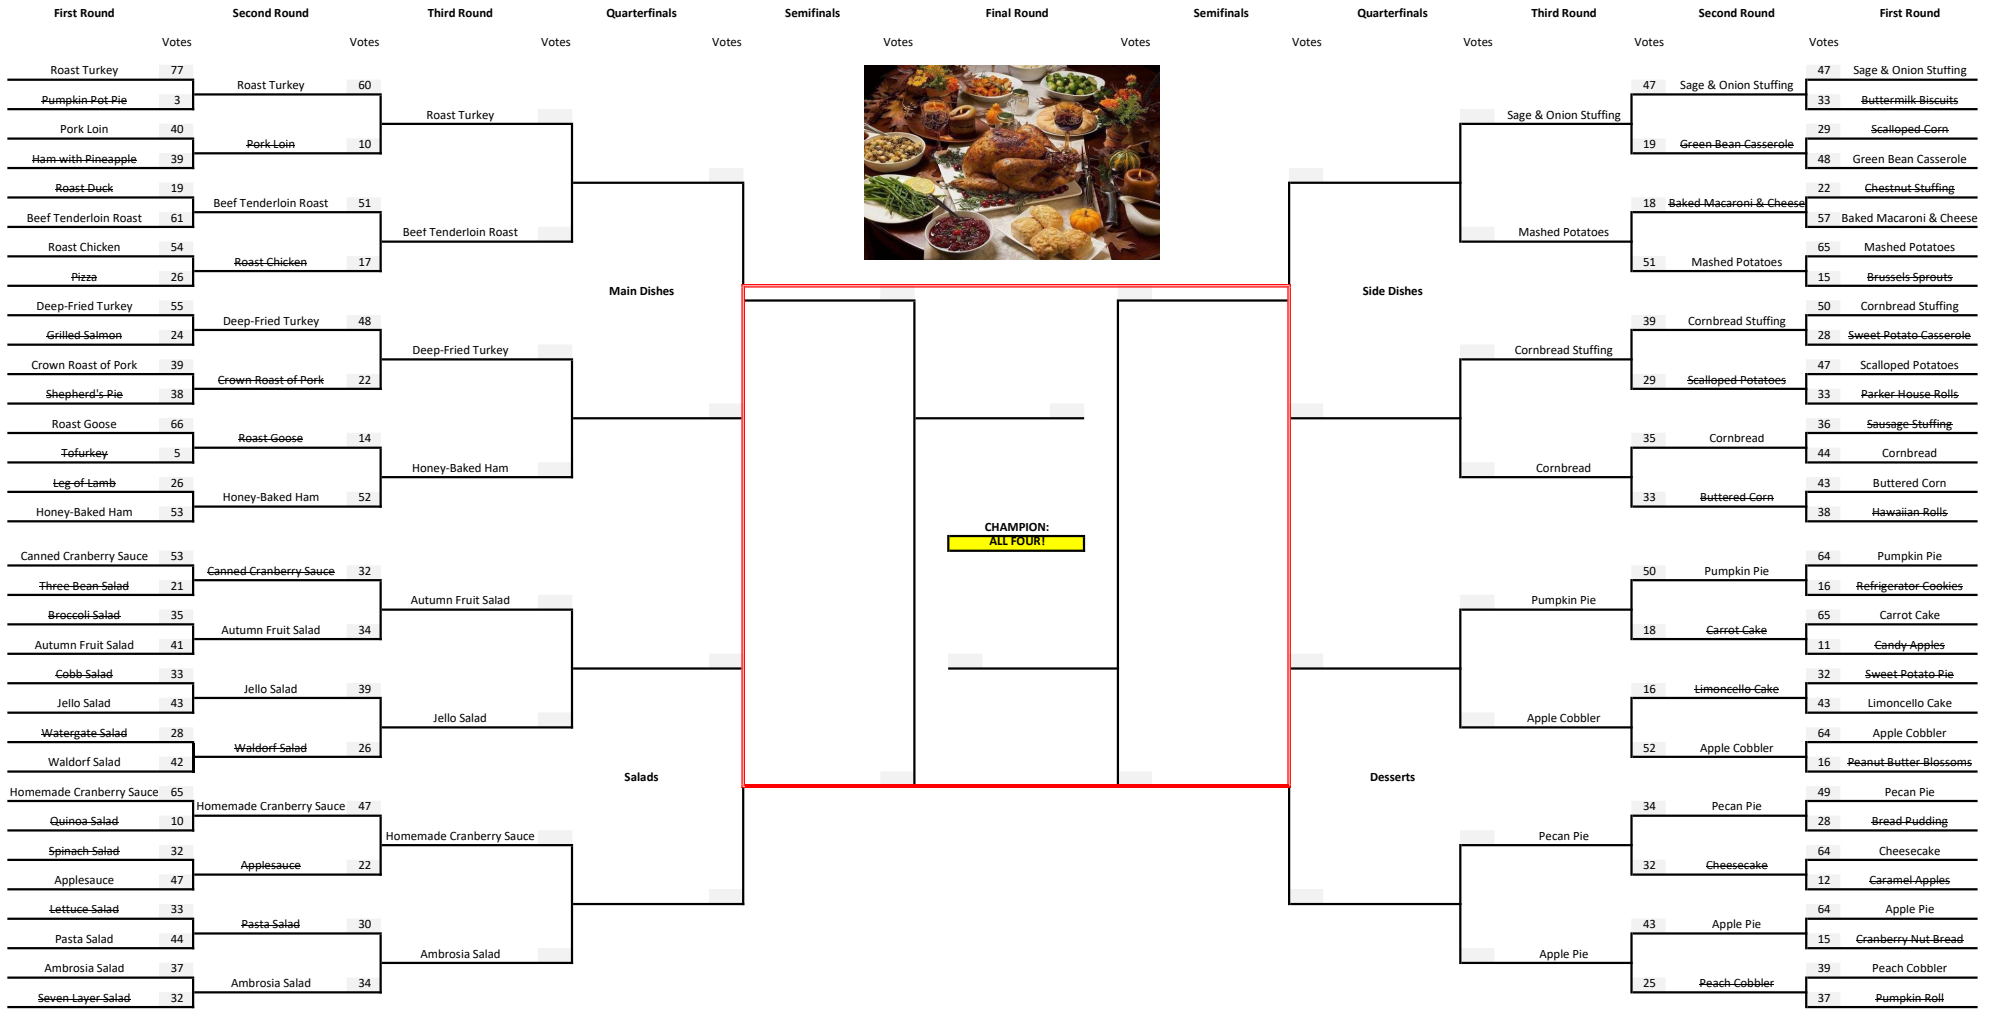 First Round Second Round Third Round Quarterfinals Semifinals Final Round Semifinals Quarterfinals Third Round Second Round First Round
Votes Votes Votes Votes Votes Votes Votes Votes Votes Votes
Roast Turkey 77 47 Sage & Onion Stuffing
Roast Turkey 60 47 Sage & Onion Stuffing
Pumpkin Pot Pie 3 33 Buttermilk Biscuits
Roast Turkey Sage & Onion Stuffing
Pork Loin 40 29 Scalloped Corn
Pork Loin 10 19 Green Bean Casserole
Ham with Pineapple 39 48 Green Bean Casserole
Roast Duck 19 22 Chestnut Stuffing
Beef Tenderloin Roast 51 18 Baked Macaroni & Cheese
Beef Tenderloin Roast 61 57 Baked Macaroni & Cheese
Beef Tenderloin Roast Mashed Potatoes
Roast Chicken 54 65 Mashed Potatoes
Roast Chicken 17 51 Mashed Potatoes
Pizza 26 15 Brussels Sprouts
Main Dishes Side Dishes
Deep-Fried Turkey 55 50 Cornbread Stuffing
Deep-Fried Turkey 48 39 Cornbread Stuffing
Grilled Salmon 24 28 Sweet Potato Casserole
Deep-Fried Turkey Cornbread Stuffing
Crown Roast of Pork 39 47 Scalloped Potatoes
Crown Roast of Pork 22 29 Scalloped Potatoes
Shepherd's Pie 38 33 Parker House Rolls
Roast Goose 66 36 Sausage Stuffing
Roast Goose 14 35 Cornbread
Tofurkey 5 44 Cornbread
Honey-Baked Ham Cornbread
Leg of Lamb 26 43 Buttered Corn
Honey-Baked Ham 52 33 Buttered Corn
Honey-Baked Ham 53 38 Hawaiian Rolls
CHAMPION:
ALL FOUR!
Canned Cranberry Sauce 53 64 Pumpkin Pie
Canned Cranberry Sauce 32 50 Pumpkin Pie
Three Bean Salad 21 16 Refrigerator Cookies
Autumn Fruit Salad Pumpkin Pie
Broccoli Salad 35 65 Carrot Cake
Autumn Fruit Salad 34 18 Carrot Cake
Autumn Fruit Salad 41 11 Candy Apples
Cobb Salad 33 32 Sweet Potato Pie
Jello Salad 39 16 Limoncello Cake
Jello Salad 43 43 Limoncello Cake
Jello Salad Apple Cobbler
Watergate Salad 28 64 Apple Cobbler
Waldorf Salad 26 52 Apple Cobbler
Waldorf Salad 42 16 Peanut Butter Blossoms
Salads Desserts
Homemade Cranberry Sauce 65 49 Pecan Pie
Homemade Cranberry Sauce 47 34 Pecan Pie
Quinoa Salad 10 28 Bread Pudding
Homemade Cranberry Sauce Pecan Pie
Spinach Salad 32 64 Cheesecake
Applesauce 22 32 Cheesecake
Applesauce 47 12 Caramel Apples
Lettuce Salad 33 64 Apple Pie
Pasta Salad 30 43 Apple Pie
Pasta Salad 44 15 Cranberry Nut Bread
Ambrosia Salad Apple Pie
Ambrosia Salad 37 39 Peach Cobbler
Ambrosia Salad 34 25 Peach Cobbler
Seven Layer Salad 32 37 Pumpkin Roll